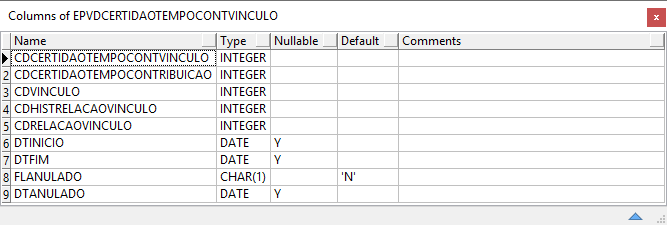 Columns of EPVDCERTIDAOTEMPOCONTVINCULO x
Name Type Nullable Default Comments
CDCERTIDAOTEMPOCONTVINCULO INTEGER
2 CDCERTIDAOTEMPOCONTRIBUICAO INTEGER
3 CDVINCULO INTEGER
4 CDHISTRELACAOVINCULO INTEGER
5 CDRELACAOVINCULO INTEGER
6 DTINICIO DATE Y
7 DTFIM DATE Y
8 FLANULADO CHAR(1) 'N'
9 DTANULADO DATE Y